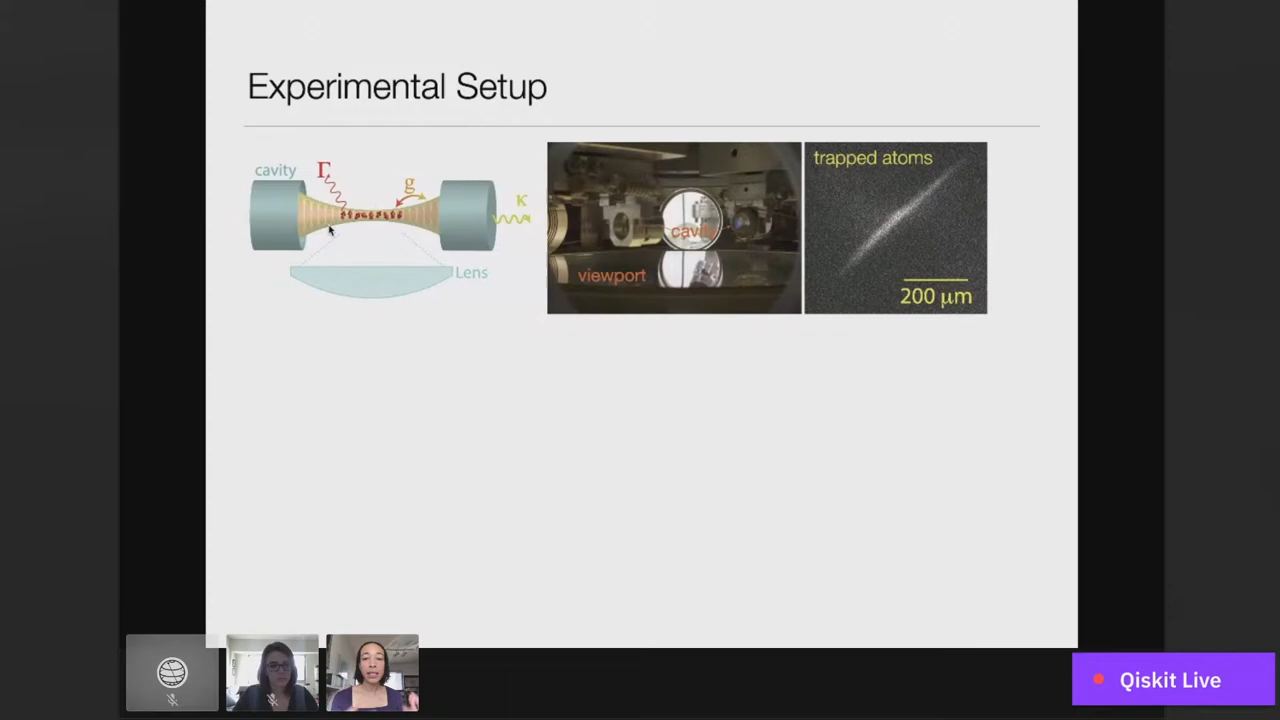 Experimental Setup
cavity
Γ
g
κ
Lens
cavity
viewport
trapped atoms
200 μm
Qiskit Live